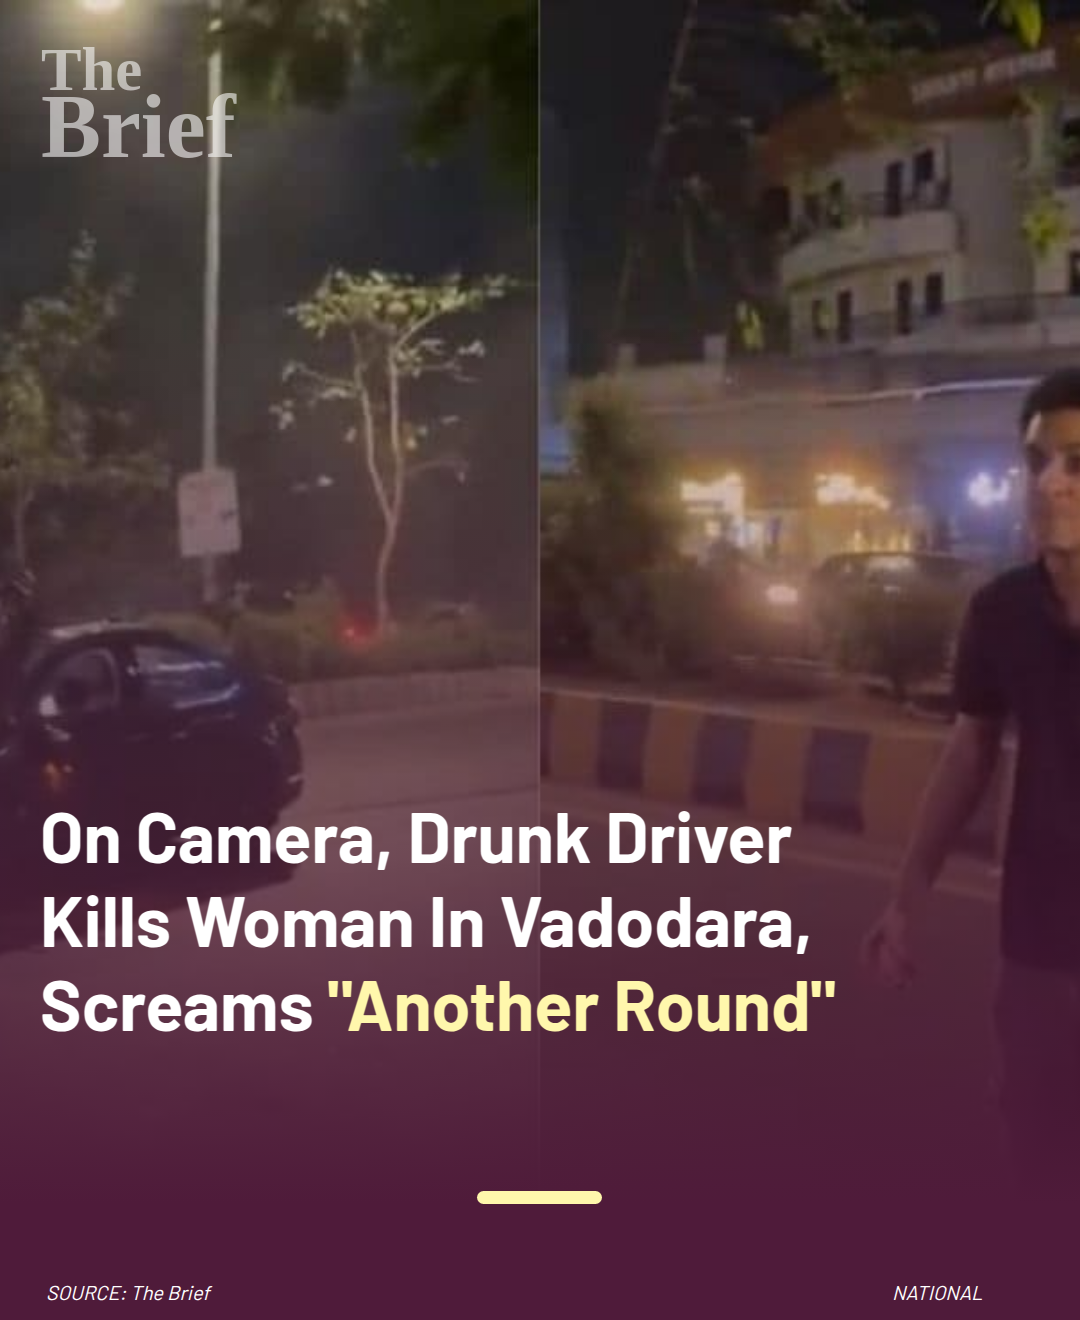 The
Brief
On Camera, Drunk Driver
Kills Woman In Vadodara,
Screams "Another Round"
SOURCE: The Brief
NATIONAL